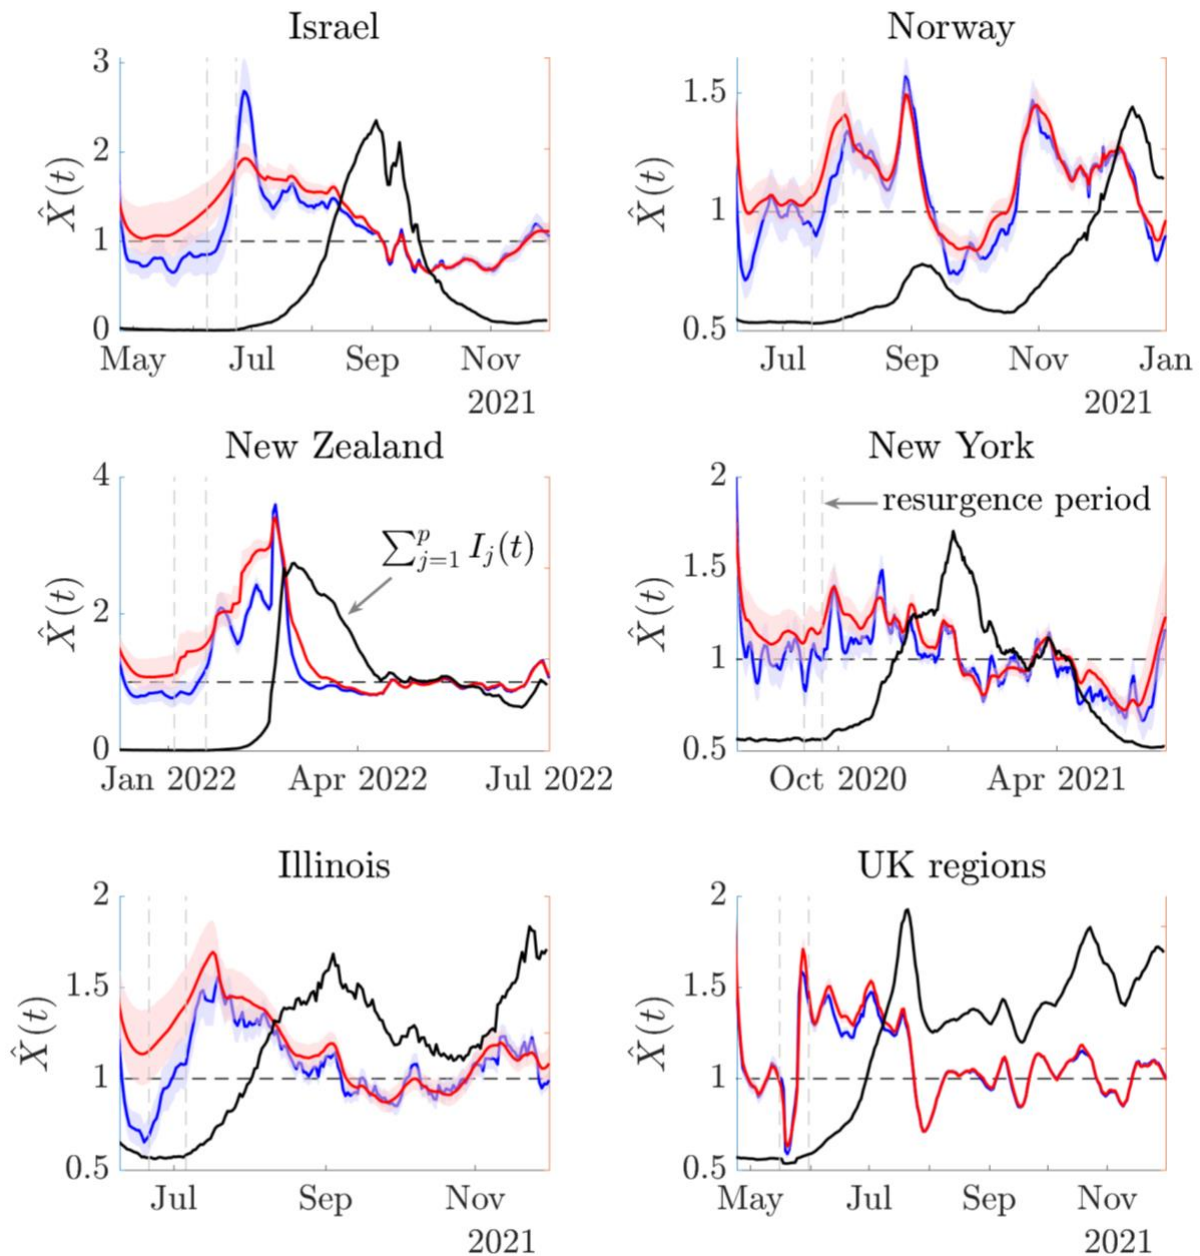 Israel
Norway
X̂(t)
3
2
1
0
May Jul Sep Nov
2021
X̂(t)
1.5
1
0.5
Jul Sep Nov Jan
2021
New Zealand
New York
X̂(t)
4
2
0
∑ᵖⱼ₌₁ Iⱼ(t)
Jan 2022 Apr 2022 Jul 2022
X̂(t)
2
1.5
1
0.5
resurgence period
Oct 2020 Apr 2021
Illinois
UK regions
X̂(t)
2
1.5
1
0.5
Jul Sep Nov
2021
X̂(t)
2
1.5
1
0.5
May Jul Sep Nov
2021